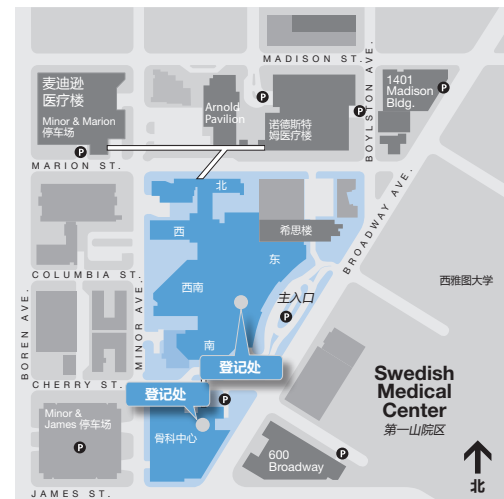 MADISON ST.
麦迪逊
医疗楼
Minor & Marion
停车场
P
Arnold
Pavilion
P
诺德斯特
姆医疗楼
P
BOYLSTON AVE.
1401
Madison
Bldg.
P
MARION ST.
北
西
希思楼
东
BROADWAY AVE.
COLUMBIA ST.
西南
主入口
P
西雅图大学
BOREN AVE.
MINOR AVE.
南
登记处
CHERRY ST.
登记处
P
Swedish
Medical
Center
第一山院区
Minor &
James 停车场
P
骨科中心
600
Broadway
P
北
JAMES ST.